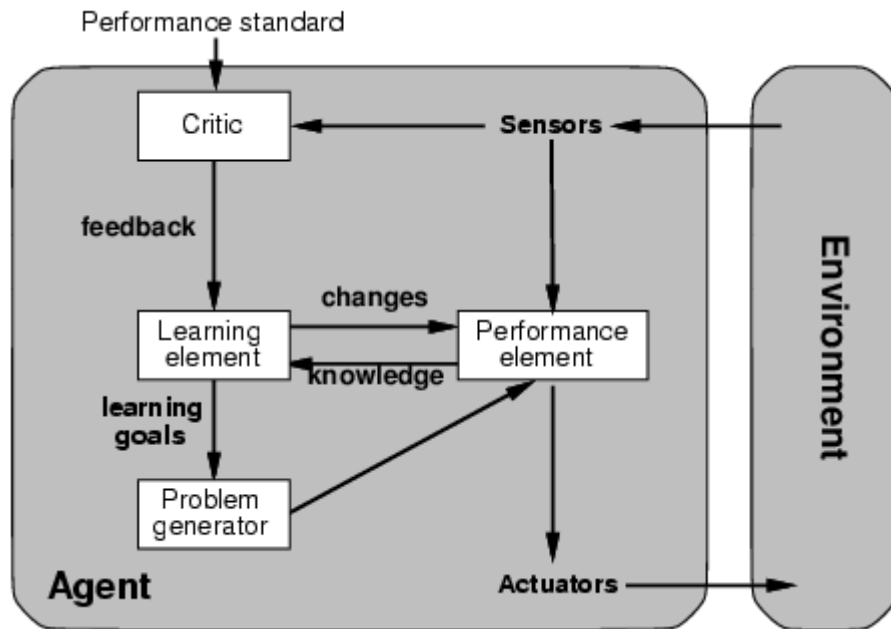 Performance standard
Critic
Sensors
feedback
changes
Learning
element
Performance
element
knowledge
learning
goals
Problem
generator
Agent
Actuators
Environment